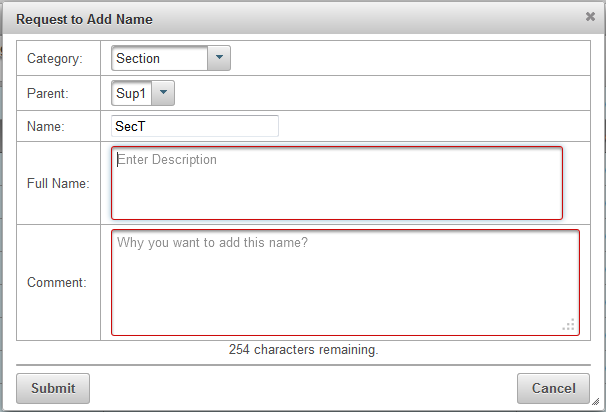 Request to Add Name
Category: Section
Parent: Sup1
Name: SecT
Full Name: Enter Description
Comment: Why you want to add this name?
254 characters remaining.
Submit Cancel